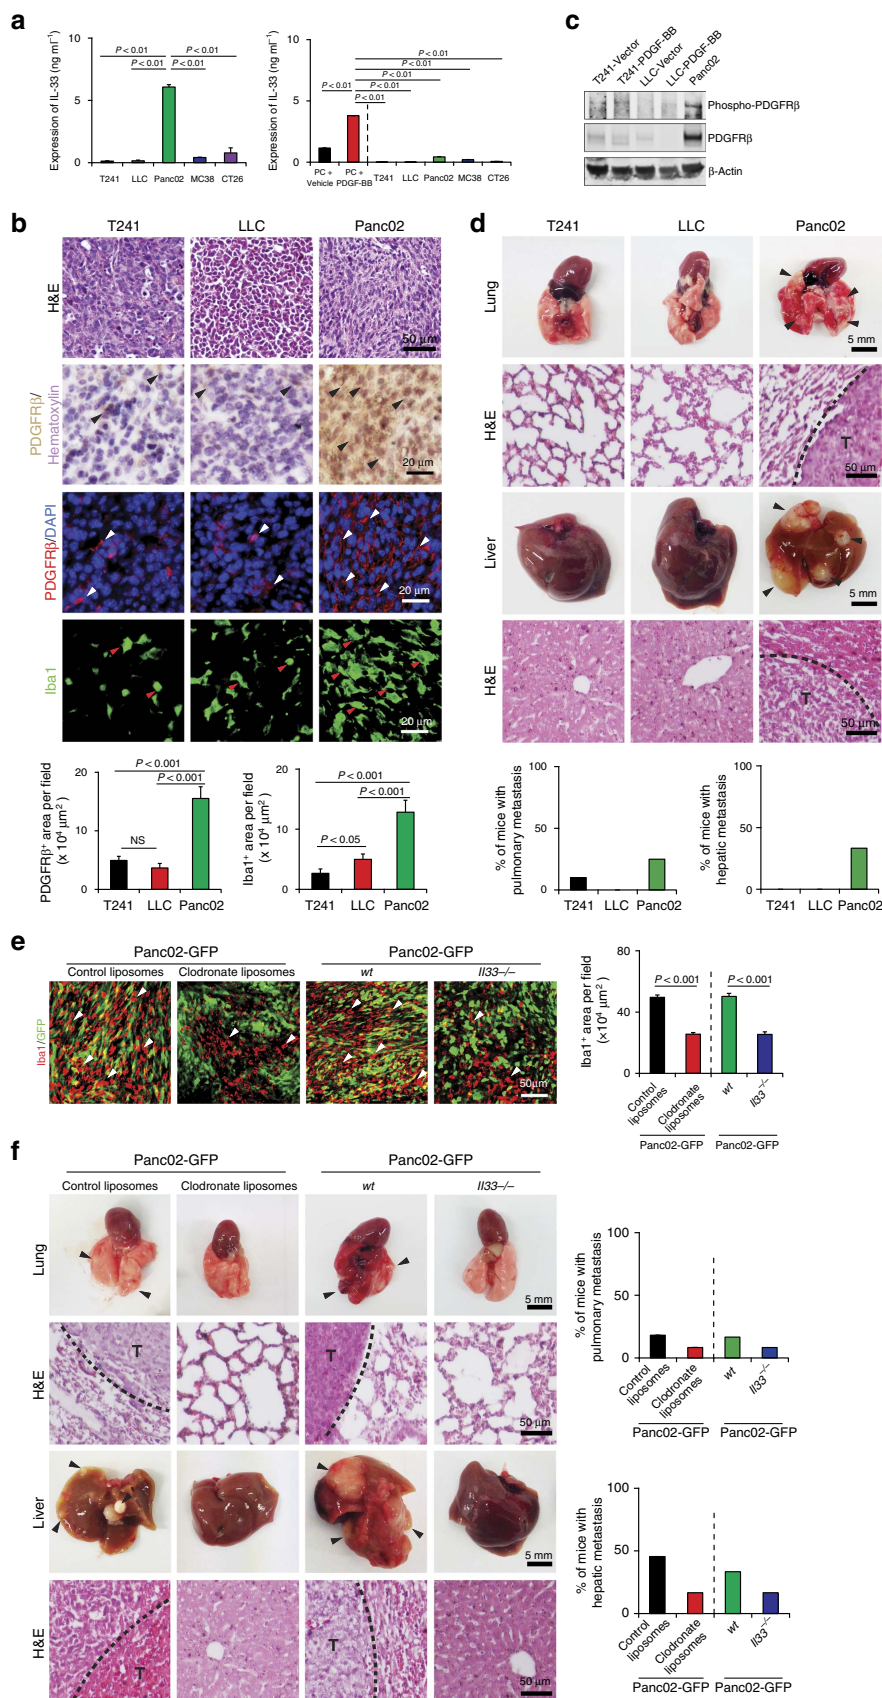 a
Expression of IL-33 (ng ml⁻¹)
10
5
0
P < 0.01 P < 0.01
P < 0.01 P < 0.01
T241 LLC Panc02 MC38 CT26
Expression of IL-33 (ng ml⁻¹)
10
5
0
P < 0.01
P < 0.01
P < 0.01
P < 0.01 P < 0.01
P < 0.01
PC + Vehicle
PC + PDGF-BB
T241 LLC Panc02 MC38 CT26
c
T241-Vector
T241-PDGF-BB
LLC-Vector
LLC-PDGF-BB
Panc02
Phospho-PDGFRβ
PDGFRβ
β-Actin
b
T241 LLC Panc02
H&E
50 μm
PDGFRβ/
Hematoxylin
20 μm
PDGFRβ/DAPI
20 μm
Iba1
20 μm
PDGFRβ⁺ area per field
(x 10⁴ μm²)
20
10
0
P < 0.001
P < 0.001
NS
T241 LLC Panc02
Iba1⁺ area per field
(x 10⁴ μm²)
20
10
0
P < 0.001
P < 0.001
P < 0.05
T241 LLC Panc02
d
T241 LLC Panc02
Lung
5 mm
H&E
T
50 μm
Liver
5 mm
H&E
T
50 μm
% of mice with
pulmonary metastasis
100
50
0
T241 LLC Panc02
% of mice with
hepatic metastasis
100
50
0
T241 LLC Panc02
e
Panc02-GFP Panc02-GFP
Control liposomes Clodronate liposomes wt Il33–/–
Iba1/GFP
50μm
Iba1⁺ area per field
(×10⁴ μm²)
80
40
0
P < 0.001 P < 0.001
Control
liposomes
Clodronate
liposomes
wt
Il33⁻/⁻
Panc02-GFP Panc02-GFP
f
Panc02-GFP Panc02-GFP
Control liposomes Clodronate liposomes wt Il33–/–
Lung
5 mm
H&E
T T
50 μm
Liver
5 mm
H&E
T T
50 μm
% of mice with
pulmonary metastasis
100
50
0
Control
liposomes
Clodronate
liposomes
wt
Il33⁻/⁻
Panc02-GFP Panc02-GFP
% of mice with
hepatic metastasis
100
50
0
Control
liposomes
Clodronate
liposomes
wt
Il33⁻/⁻
Panc02-GFP Panc02-GFP